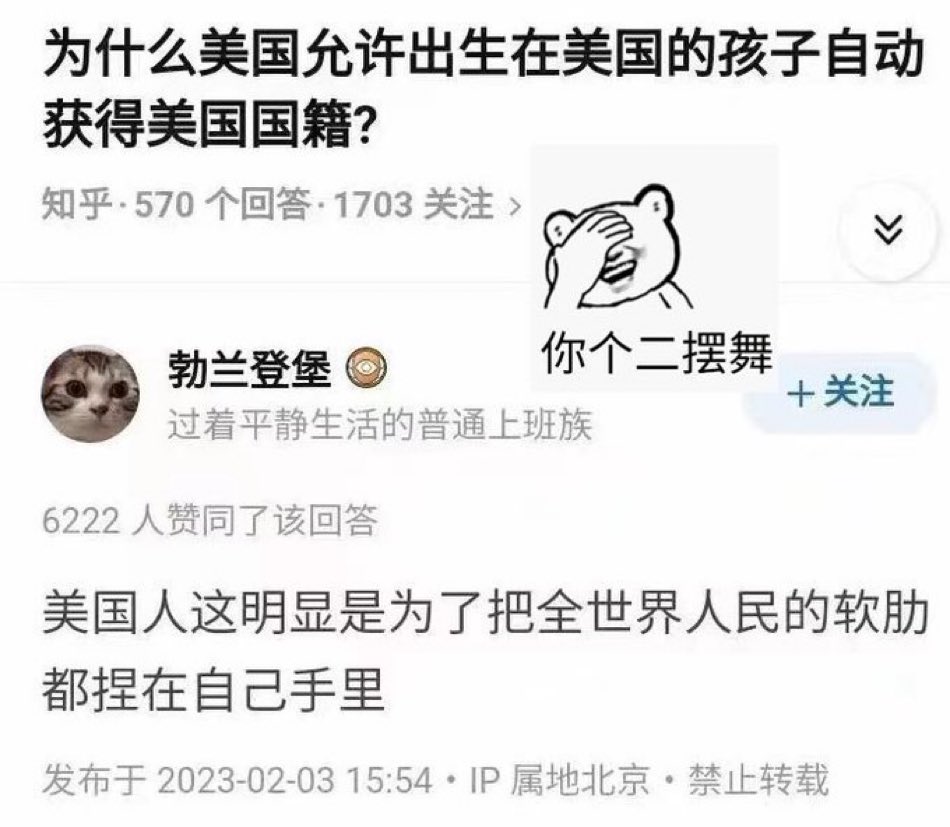 为什么美国允许出生在美国的孩子自动
获得美国国籍?
知乎·570 个回答·1703 关注 >
你个二摆舞
勃兰登堡
+ 关注
过着平静生活的普通上班族
6222 人赞同了该回答
美国人这明显是为了把全世界人民的软肋
都捏在自己手里
发布于 2023-02-03 15:54・IP 属地北京・禁止转载